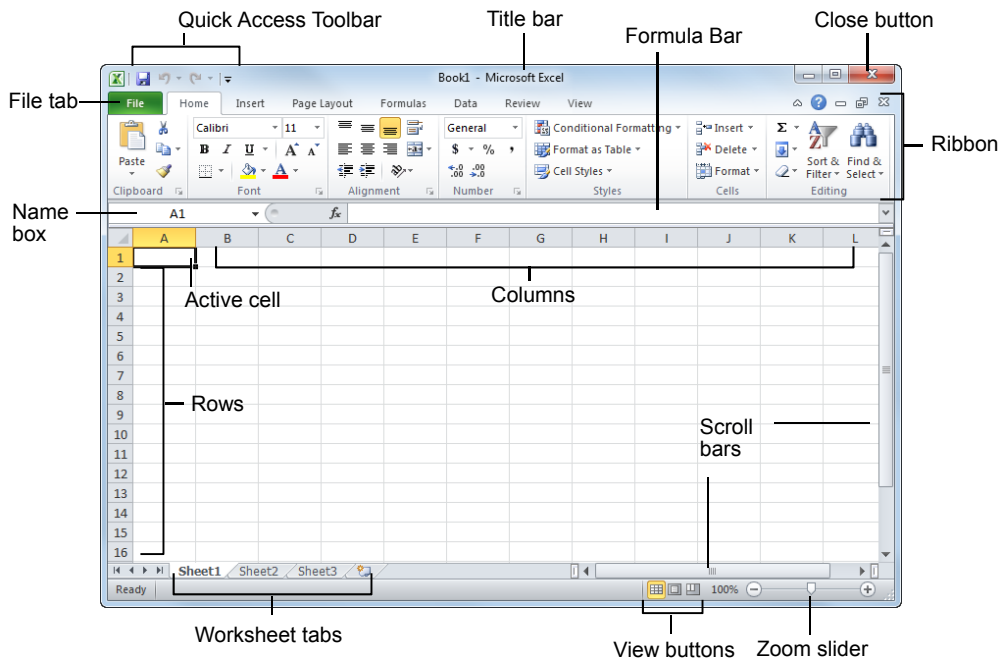 Quick Access Toolbar
Title bar
Formula Bar
Close button
Book1 - Microsoft Excel
File tab
File Home Insert Page Layout Formulas Data Review View
Calibri 11 General Conditional Formatting Insert Σ
Paste B I U A A $ % , Format as Table Delete Sort & Filter Find & Select
A .00 .0 Cell Styles Format
Clipboard Font Alignment Number Styles Cells Editing
Ribbon
Name box
A1 fx
A B C D E F G H I J K L
1
2
3
4
5
6
7
8
9
10
11
12
13
14
15
16
Active cell
Columns
Rows
Scroll bars
Sheet1 Sheet2 Sheet3
Ready 100%
Worksheet tabs
View buttons
Zoom slider